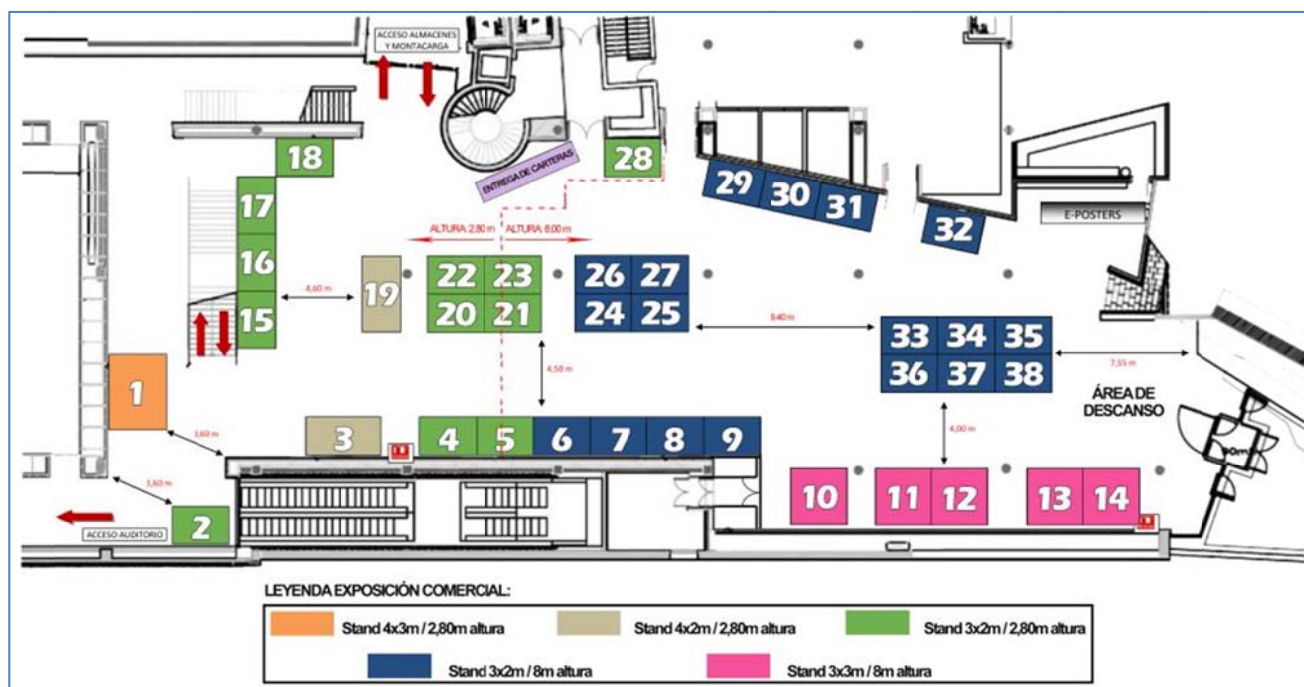 ACCESO ALMACENES
Y MONTACARGA
18
28
ENTREGA DE CARTERAS
29
30
31
17
E-POSTERS
32
ALTURA: 2.80 m
ALTURA: 8,00 m
16
19
22
23
26
27
4,60 m
15
20
21
24
25
9.40 m
33
34
35
7,55 m
36
37
38
4,50 m
1
ÁREA DE
DESCANSO
4,00 m
3,60 m
3
4
5
6
7
8
9
3,60 m
10
11
12
13
14
2
ACCESO AUDITORIO
LEYENDA EXPOSICIÓN COMERCIAL:
Stand 4x3m / 2,80m altura
Stand 4x2m / 2,80m altura
Stand 3x2m / 2,80m altura
Stand 3x2m / 8m altura
Stand 3x3m / 8m altura